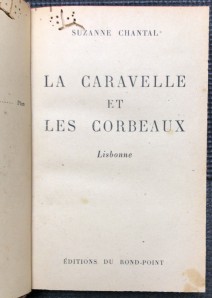 SUZANNE CHANTAL
LA CARAVELLE
ET
LES CORBEAUX
Lisbonne
ÉDITIONS DU ROND-POINT